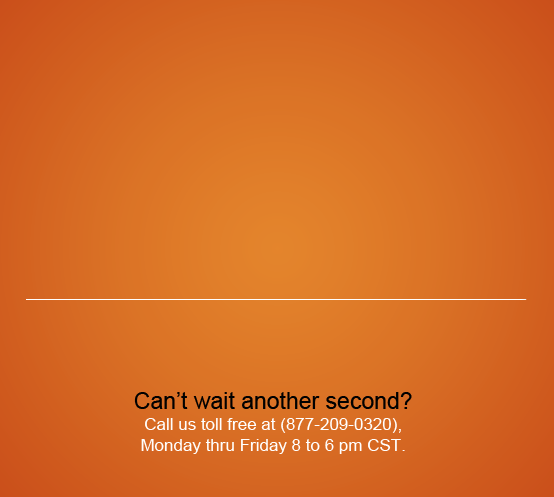 Can’t wait another second?
Call us toll free at (877-209-0320),
Monday thru Friday 8 to 6 pm CST.